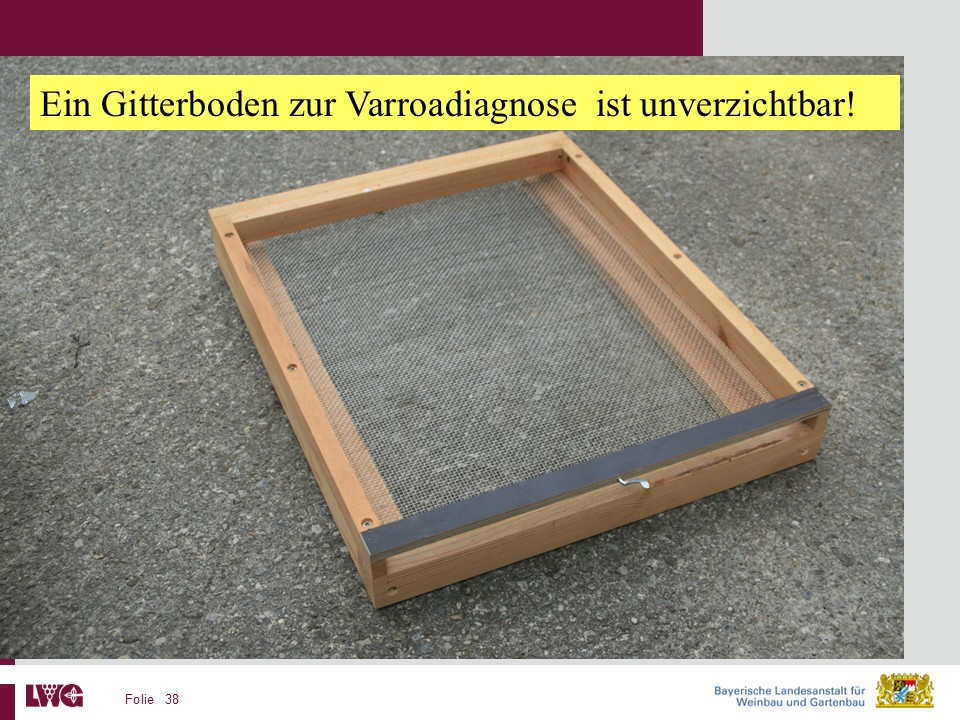 Ein Gitterboden zur Varroadiagnose ist unverzichtbar!
LWG
Folie 38
Bayerische Landesanstalt für
Weinbau und Gartenbau